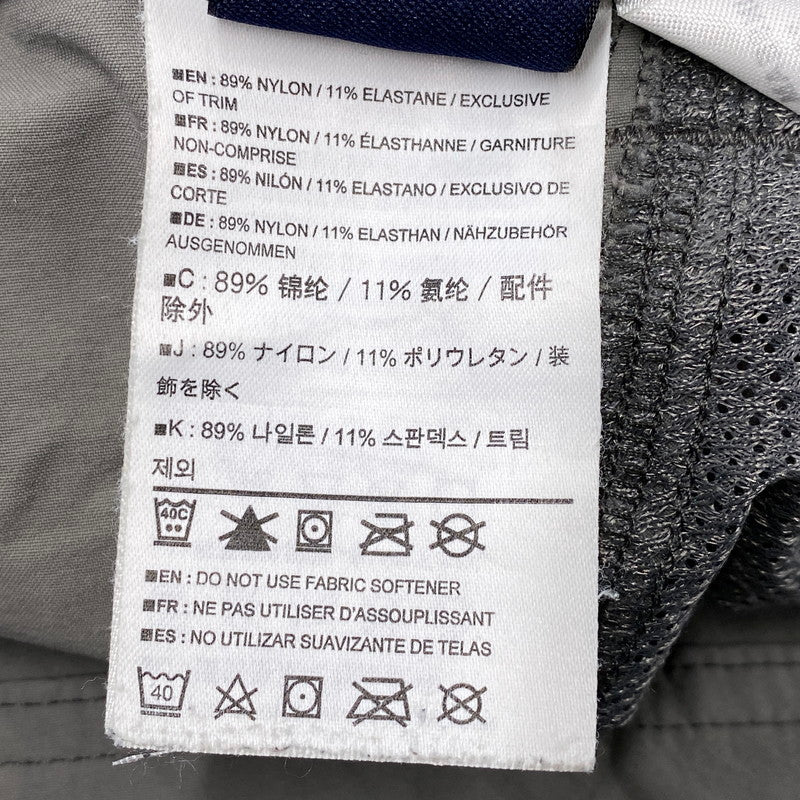 EN : 89% NYLON / 11% ELASTANE / EXCLUSIVE
OF TRIM
FR : 89% NYLON / 11% ÉLASTHANNE / GARNITURE
NON-COMPRISE
ES : 89% NILÓN / 11% ELASTANO / EXCLUSIVO DE
CORTE
DE : 89% NYLON / 11% ELASTHAN / NÄHZUBEHÖR
AUSGENOMMEN
C : 89% 锦纶 / 11% 氨纶 / 配件
除外
J : 89% ナイロン / 11% ポリウレタン / 装
飾を除く
K : 89% 나일론 / 11% 스판덱스 / 트림
제외
40C
EN : DO NOT USE FABRIC SOFTENER
FR : NE PAS UTILISER D'ASSOUPLISSANT
ES : NO UTILIZAR SUAVIZANTE DE TELAS
40